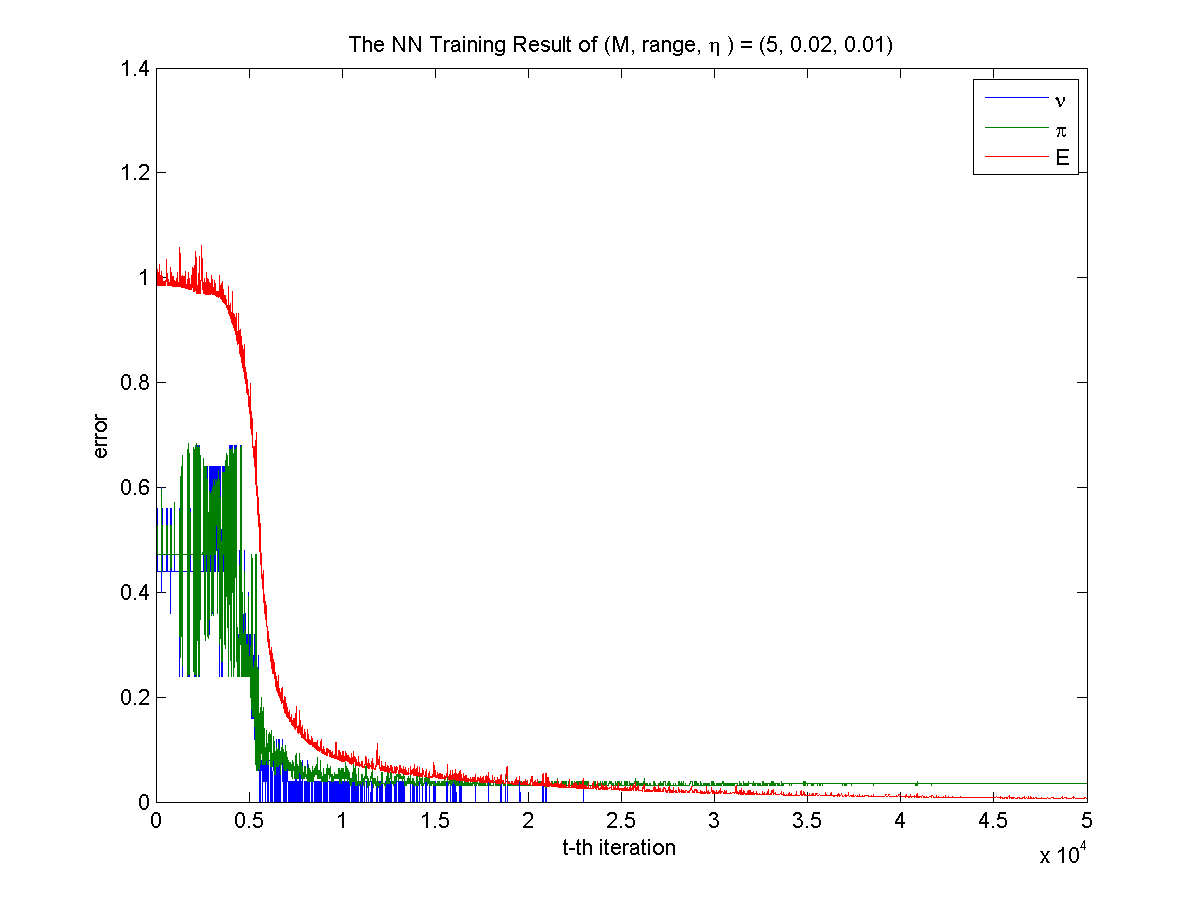 The NN Training Result of (M, range, η ) = (5, 0.02, 0.01)
1.4
1.2
1
0.8
0.6
0.4
0.2
0
error
ν
π
E
0 0.5 1 1.5 2 2.5 3 3.5 4 4.5 5
t-th iteration
x 10^4